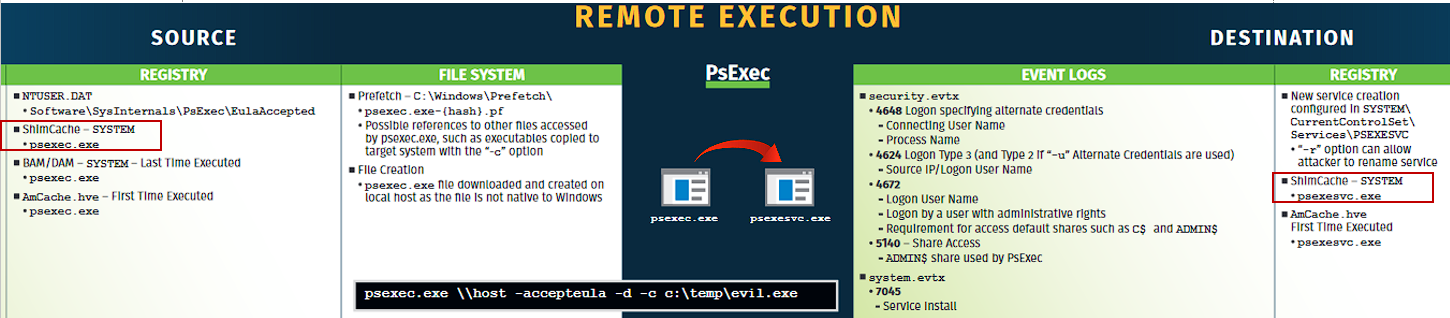 REMOTE EXECUTION
SOURCE
DESTINATION
REGISTRY
■ NTUSER.DAT
• Software\SysInternals\PsExec\EulaAccepted
■ ShimCache – SYSTEM
• psexec.exe
■ BAM/DAM – SYSTEM – Last Time Executed
• psexec.exe
■ AmCache.hve – First Time Executed
• psexec.exe
FILE SYSTEM
■ Prefetch – C:\Windows\Prefetch\
• psexec.exe-{hash}.pf
• Possible references to other files accessed
by psexec.exe, such as executables copied to
target system with the “-c” option
■ File Creation
• psexec.exe file downloaded and created on
local host as the file is not native to Windows
PsExec
psexec.exe
psexesvc.exe
psexec.exe \\host -accepteula -d -c c:\temp\evil.exe
EVENT LOGS
■ security.evtx
• 4648 Logon specifying alternate credentials
- Connecting User Name
- Process Name
• 4624 Logon Type 3 (and Type 2 if “-u” Alternate Credentials are used)
- Source IP/Logon User Name
• 4672
- Logon User Name
- Logon by a user with administrative rights
- Requirement for access default shares such as C$ and ADMIN$
• 5140 – Share Access
- ADMIN$ share used by PsExec
■ system.evtx
• 7045
- Service Install
REGISTRY
■ New service creation
configured in SYSTEM\
CurrentControlSet\
Services\PSEXESVC
• “-r” option can allow
attacker to rename service
■ ShimCache – SYSTEM
• psexesvc.exe
■ AmCache.hve
First Time Executed
• psexesvc.exe